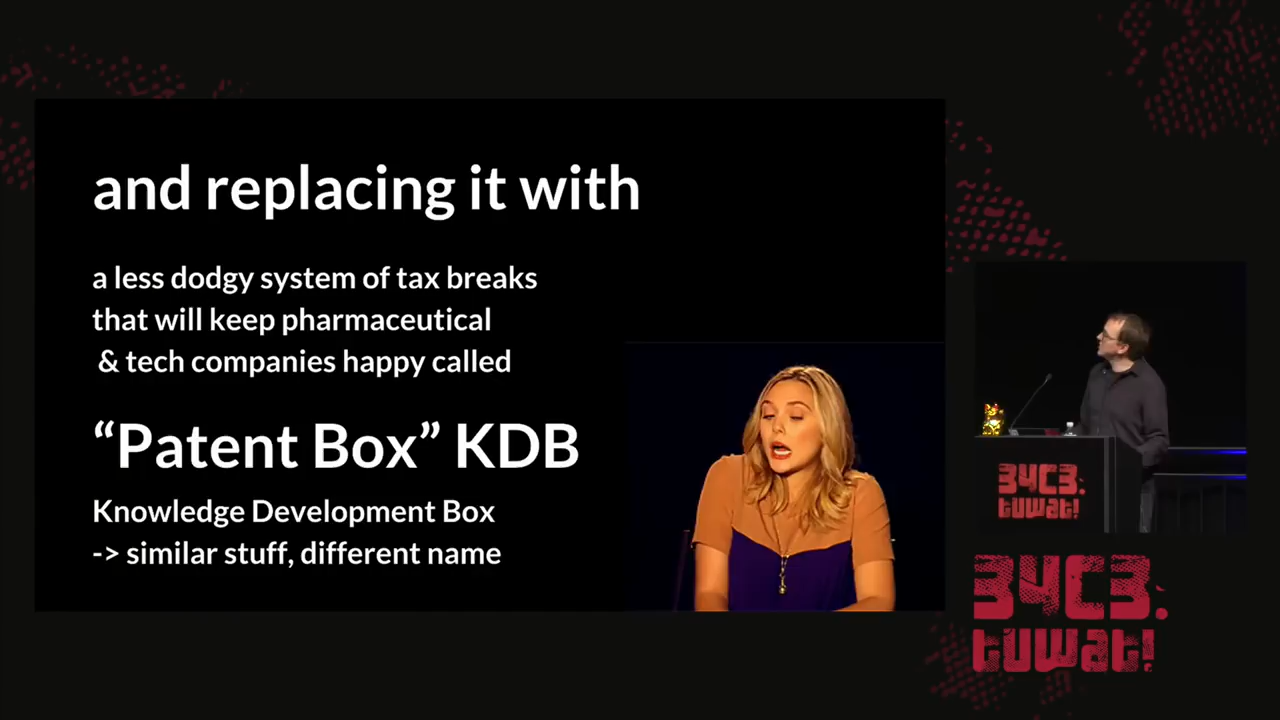 and replacing it with
a less dodgy system of tax breaks
that will keep pharmaceutical
& tech companies happy called
“Patent Box” KDB
Knowledge Development Box
-> similar stuff, different name
34C3.
tuwat!
34C3.
tuwat!